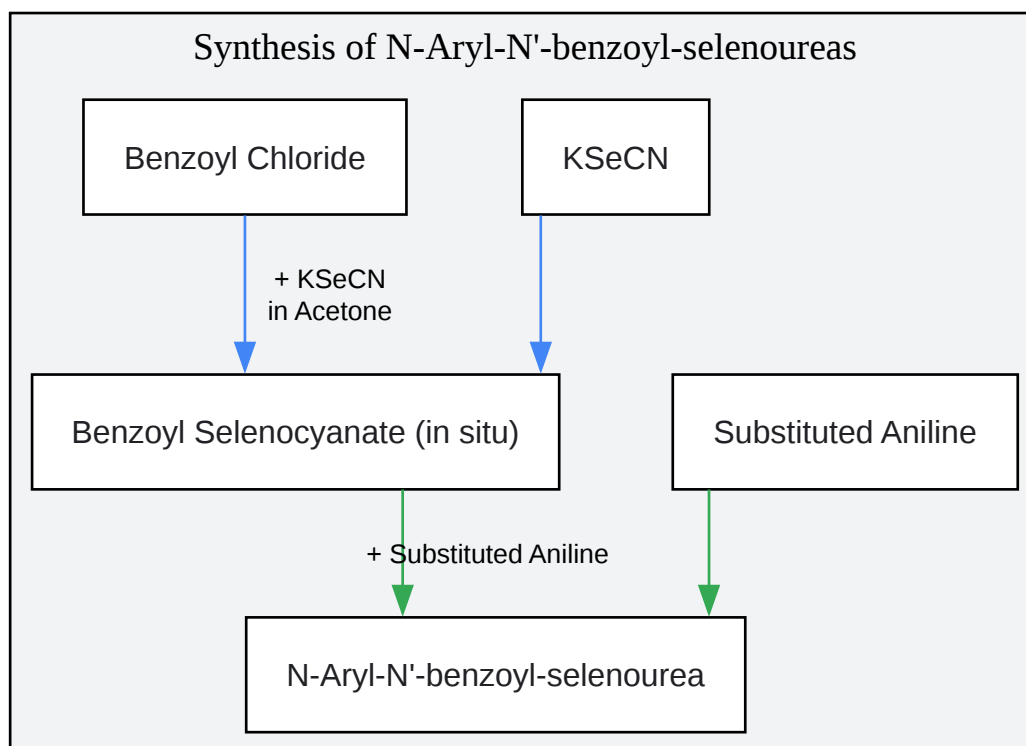 Synthesis of N-Aryl-N'-benzoyl-selenoureas
Benzoyl Chloride
KSeCN
+ KSeCN
in Acetone
Benzoyl Selenocyanate (in situ)
Substituted Aniline
+ Substituted Aniline
N-Aryl-N'-benzoyl-selenourea